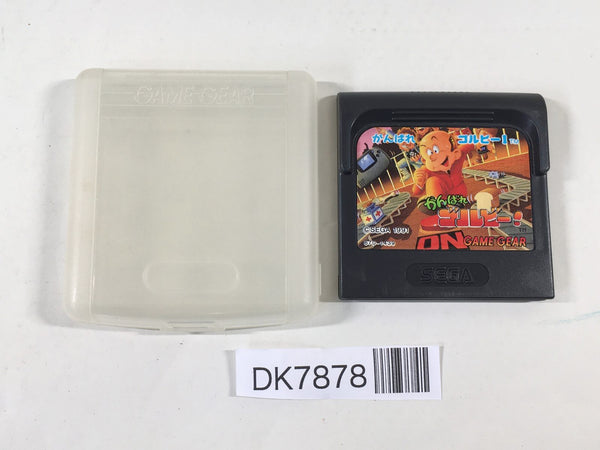 GAME GEAR
がんばれ ゴルビー! TM
がんばれ
ゴルビー!
©SEGA 1991
ON GAME GEAR
SEGA
DK7878